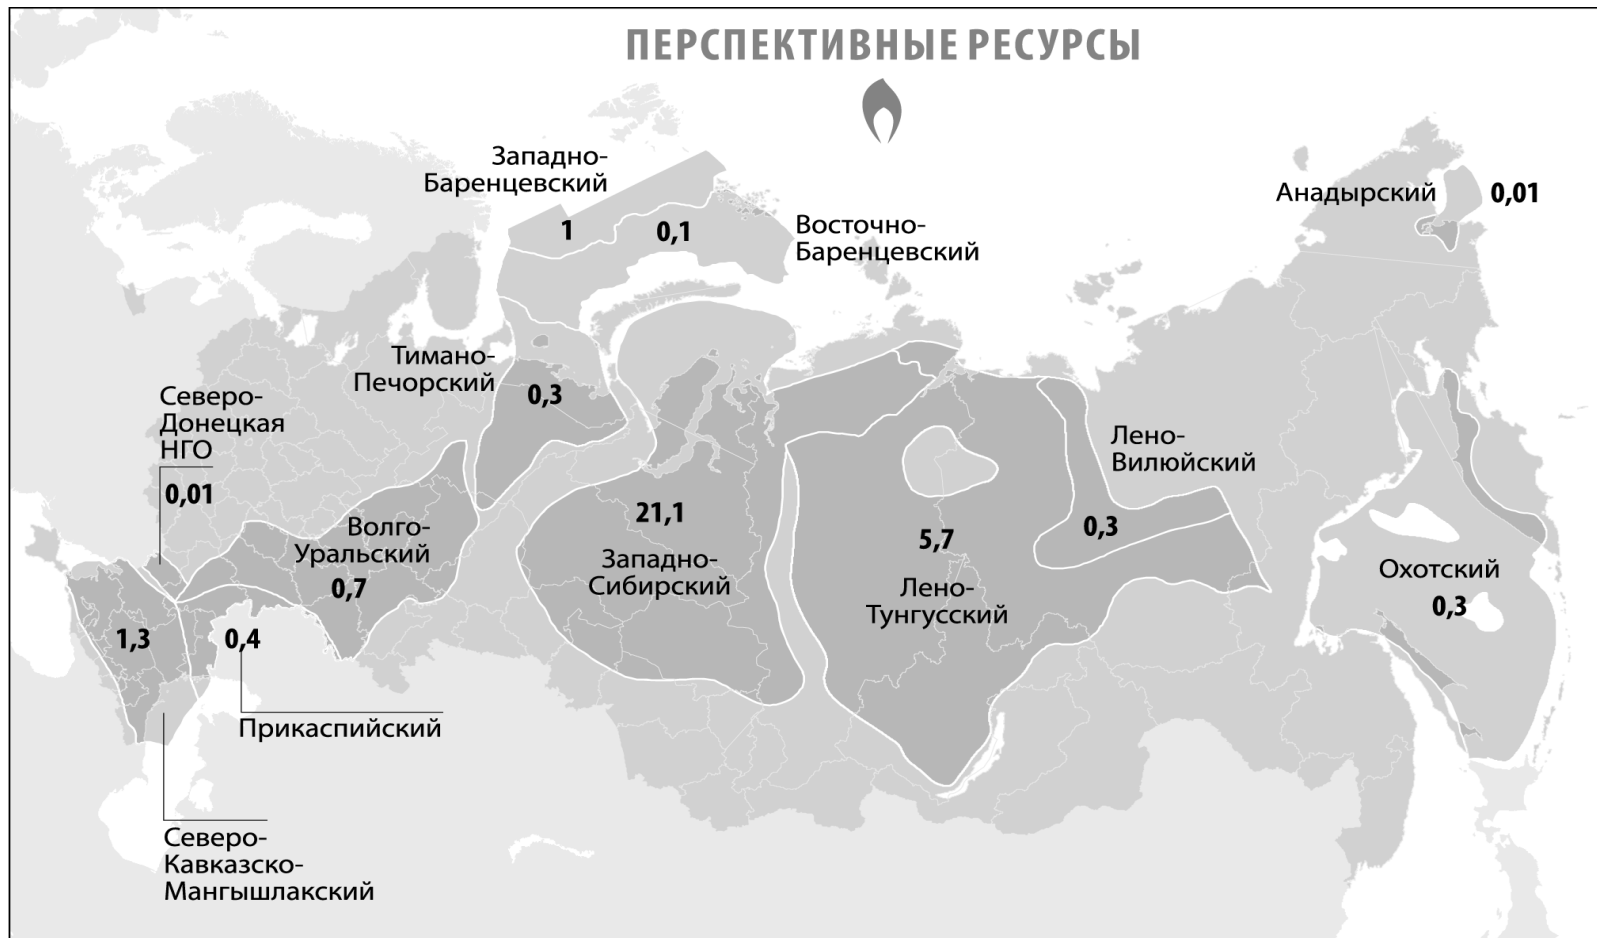 ПЕРСПЕКТИВНЫЕ РЕСУРСЫ
Западно-
Баренцевский
1
0,1
Восточно-
Баренцевский
Анадырский
0,01
Тимано-
Печорский
0,3
Северо-
Донецкая
НГО
0,01
Волго-
Уральский
0,7
21,1
Западно-
Сибирский
5,7
Лено-
Тунгусский
Лено-
Вилюйский
0,3
Охотский
0,3
1,3
0,4
Прикаспийский
Северо-
Кавказско-
Мангышлакский